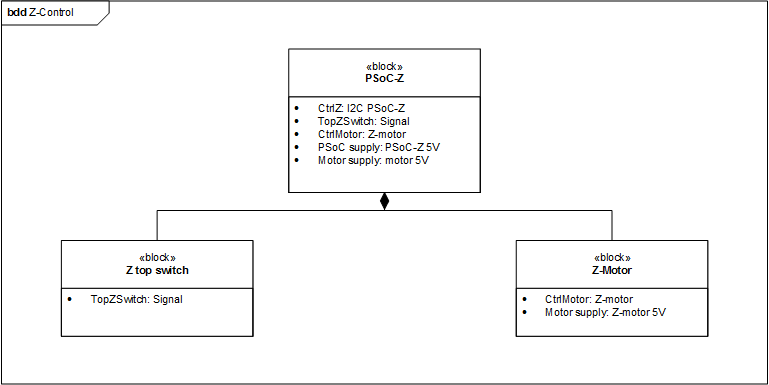 bdd Z-Control
«block»
PSoC-Z
• CtrlZ: I2C PSoC-Z
• TopZSwitch: Signal
• CtrlMotor: Z-motor
• PSoC supply: PSoC-Z 5V
• Motor supply: motor 5V
«block»
Z top switch
• TopZSwitch: Signal
«block»
Z-Motor
• CtrlMotor: Z-motor
• Motor supply: Z-motor 5V